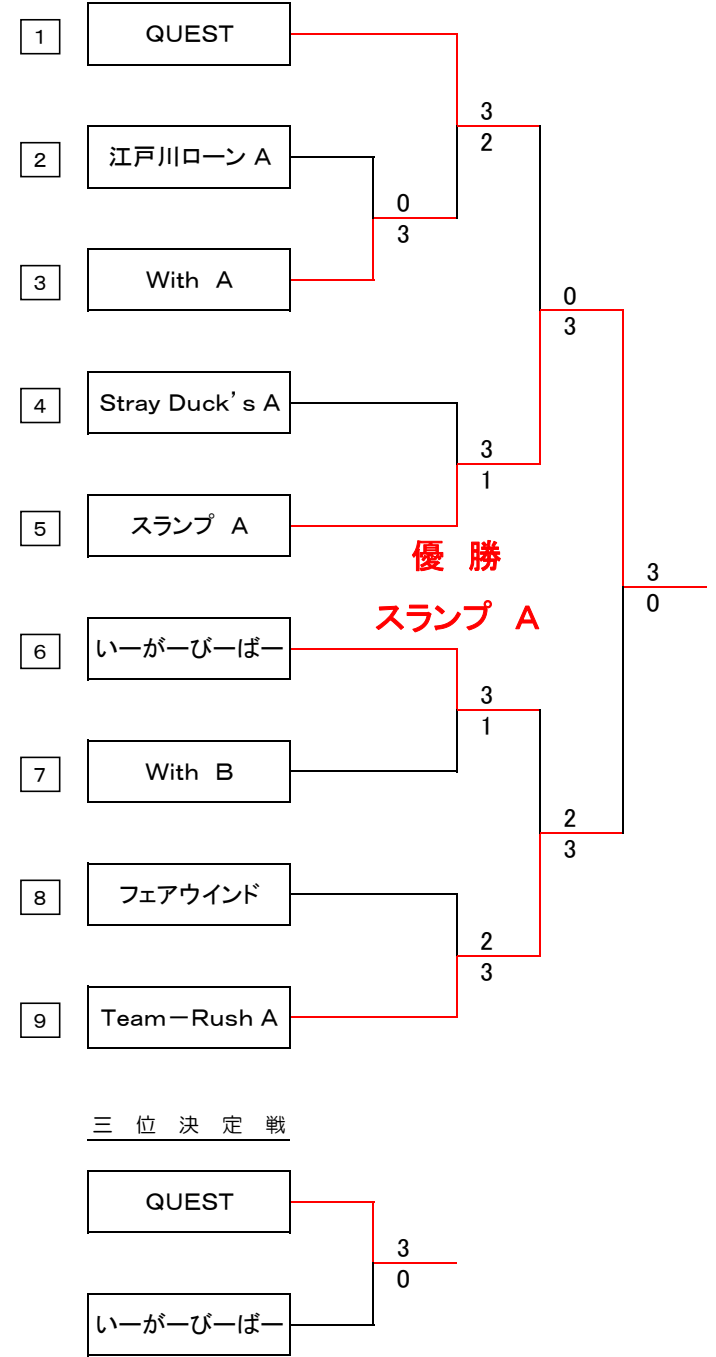 1 QUEST
3
2
2 江戸川ローン A
0
3
3 With A
0
3
4 Stray Duck’s A
3
1
5 スランプ A
優 勝
スランプ A
3
0
6 いーがーびーばー
3
1
7 With B
2
3
8 フェアウインド
2
3
9 Team－Rush A
三 位 決 定 戦
QUEST
3
0
いーがーびーばー